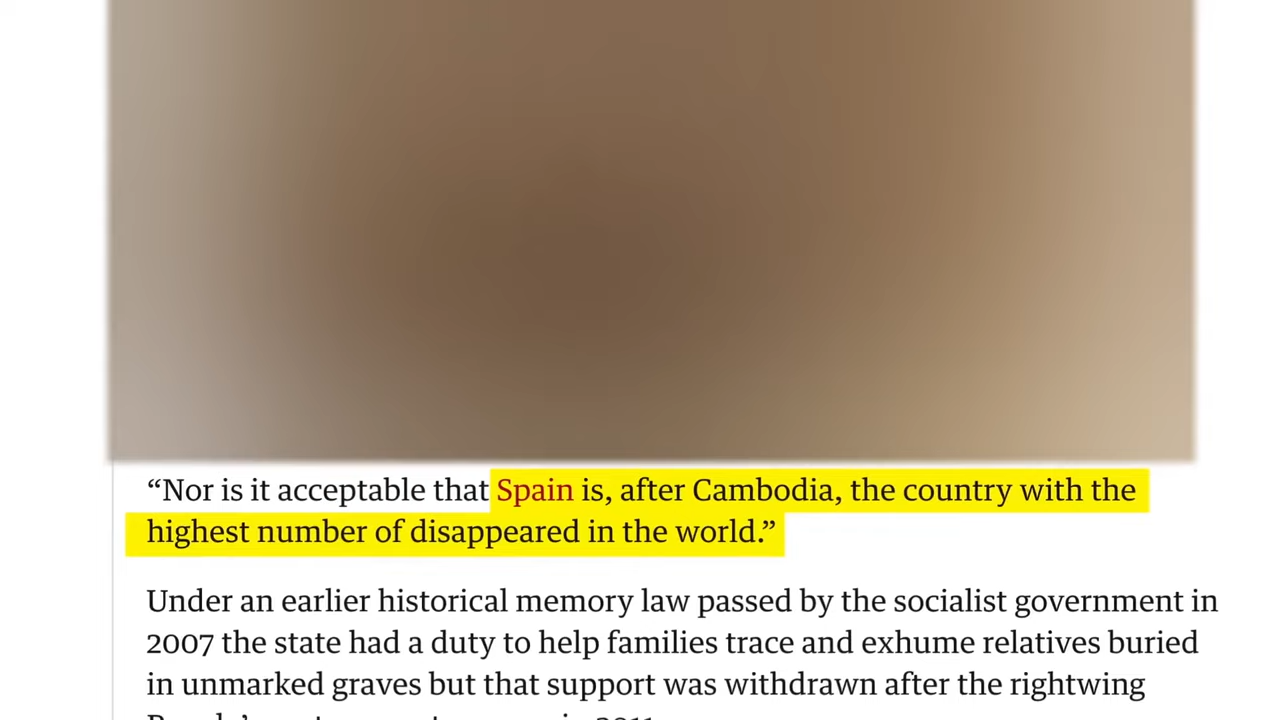 “Nor is it acceptable that Spain is, after Cambodia, the country with the
highest number of disappeared in the world.”
Under an earlier historical memory law passed by the socialist government in
2007 the state had a duty to help families trace and exhume relatives buried
in unmarked graves but that support was withdrawn after the rightwing